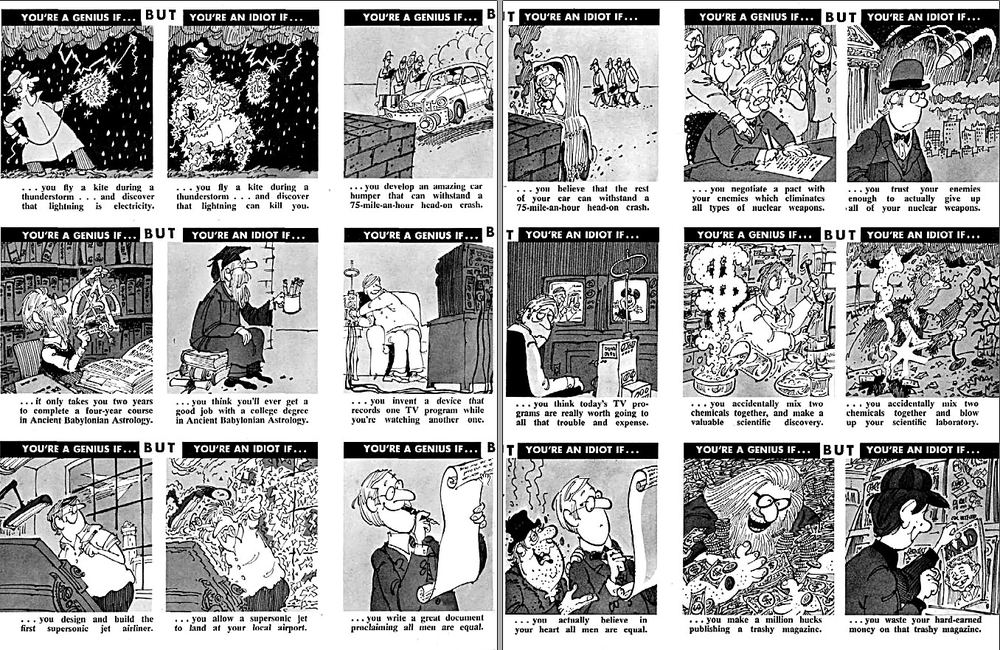 YOU'RE A GENIUS IF...
BUT
YOU'RE AN IDIOT IF...
...you fly a kite during a
thunderstorm...and discover
that lightning is electricity.
...you fly a kite during a
thunderstorm...and discover
that lightning can kill you.
YOU'RE A GENIUS IF...
BUT
YOU'RE AN IDIOT IF...
...you develop an amazing car
bumper that can withstand a
75-mile-an-hour head-on crash.
...you believe that the rest
of your car can withstand a
75-mile-an-hour head-on crash.
YOU'RE A GENIUS IF...
BUT
YOU'RE AN IDIOT IF...
...you negotiate a pact with
your enemies which eliminates
all types of nuclear weapons.
...you trust your enemies
enough to actually give up
all of your nuclear weapons.
YOU'RE A GENIUS IF...
BUT
YOU'RE AN IDIOT IF...
...it only takes you two years
to complete a four-year course
in Ancient Babylonian Astrology.
...you think you'll ever get a
good job with a college degree
in Ancient Babylonian Astrology.
YOU'RE A GENIUS IF...
BUT
YOU'RE AN IDIOT IF...
...you invent a device that
records one TV program while
you're watching another one.
...you think today's TV pro-
grams are really worth going to
all that trouble and expense.
YOU'RE A GENIUS IF...
BUT
YOU'RE AN IDIOT IF...
...you accidentally mix two
chemicals together, and make a
valuable scientific discovery.
...you accidentally mix two
chemicals together and blow
up your scientific laboratory.
YOU'RE A GENIUS IF...
BUT
YOU'RE AN IDIOT IF...
...you design and build the
first supersonic jet airliner.
...you allow a supersonic jet
to land at your local airport.
YOU'RE A GENIUS IF...
BUT
YOU'RE AN IDIOT IF...
...you write a great document
proclaiming all men are equal.
...you actually believe in
your heart all men are equal.
YOU'RE A GENIUS IF...
BUT
YOU'RE AN IDIOT IF...
...you make a million bucks
publishing a trashy magazine.
...you waste your hard-earned
money on that trashy magazine.